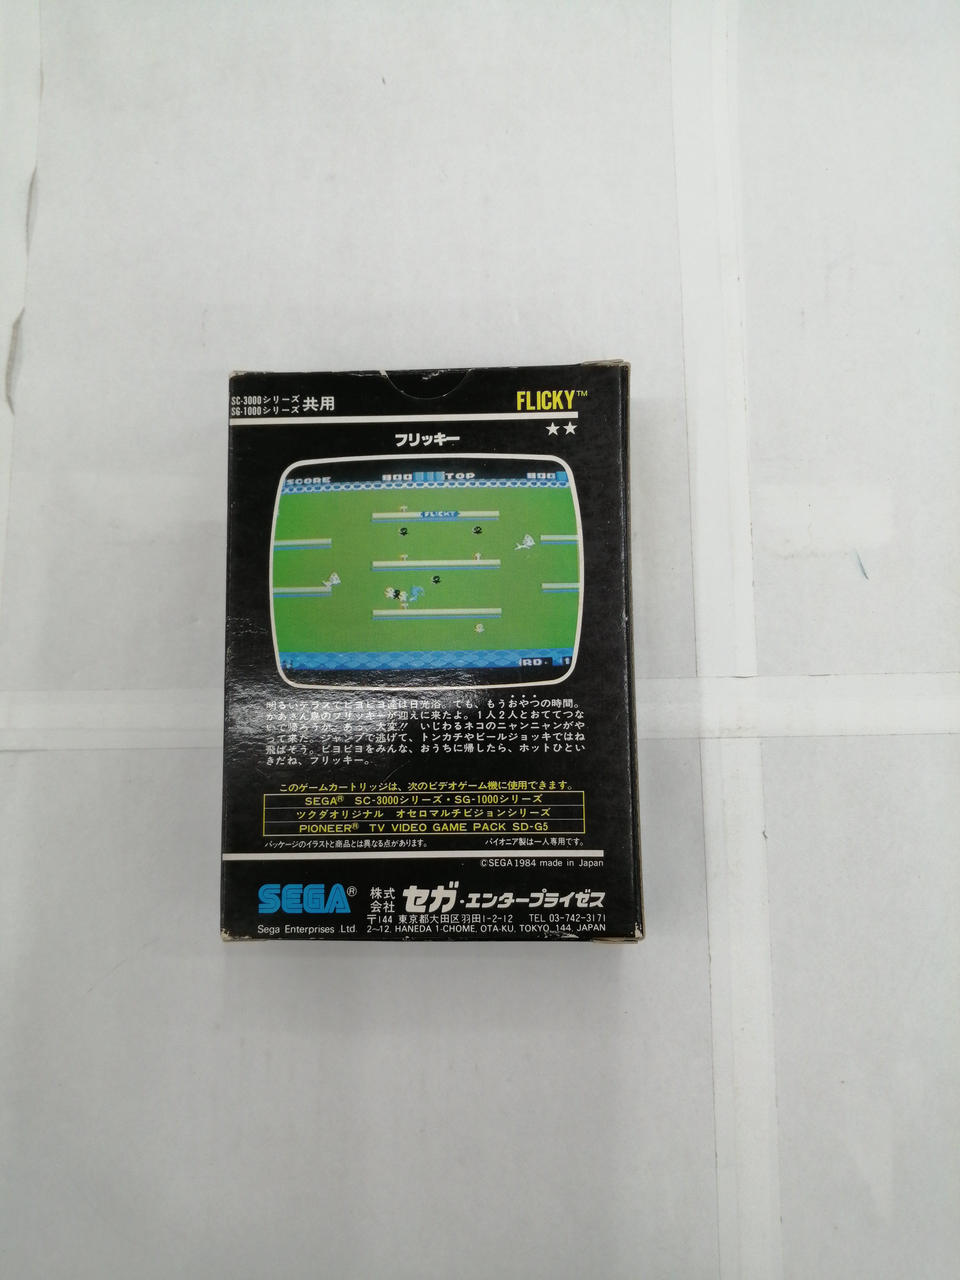 SC-3000シリーズ
SG-1000シリーズ 共用
FLICKY™
★★
フリッキー
SCORE 800 TOP 800
FLICKY
RD. 1
明るいテラスでピヨピヨ達は日光浴。でも、もうおやつの時間。
かあさん鳥のフリッキーが迎えに来たよ。1人2人とおててつな
いで帰ろうか。あっ、大変!! いじわるネコのニャンニャンがや
って来た。ジャンプで逃げて、トンカチやビールジョッキではね
飛ばそう。ピヨピヨをみんな、おうちに帰したら、ホットひとい
きだね、フリッキー。
このゲームカートリッジは、次のビデオゲーム機に使用できます。
SEGA® SC-3000シリーズ・SG-1000シリーズ
ツクダオリジナル オセロマルチビジョンシリーズ
PIONEER® TV VIDEO GAME PACK SD-G5
パッケージのイラストと商品とは異なる点があります。 パイオニア製は一人専用です。
©SEGA 1984 made in Japan
SEGA® 株式会社 セガ・エンタープライゼス
〒144 東京都大田区羽田1-2-12 TEL 03-742-3171
Sega Enterprises Ltd. 2~12, HANEDA 1-CHOME, OTA-KU, TOKYO, 144, JAPAN